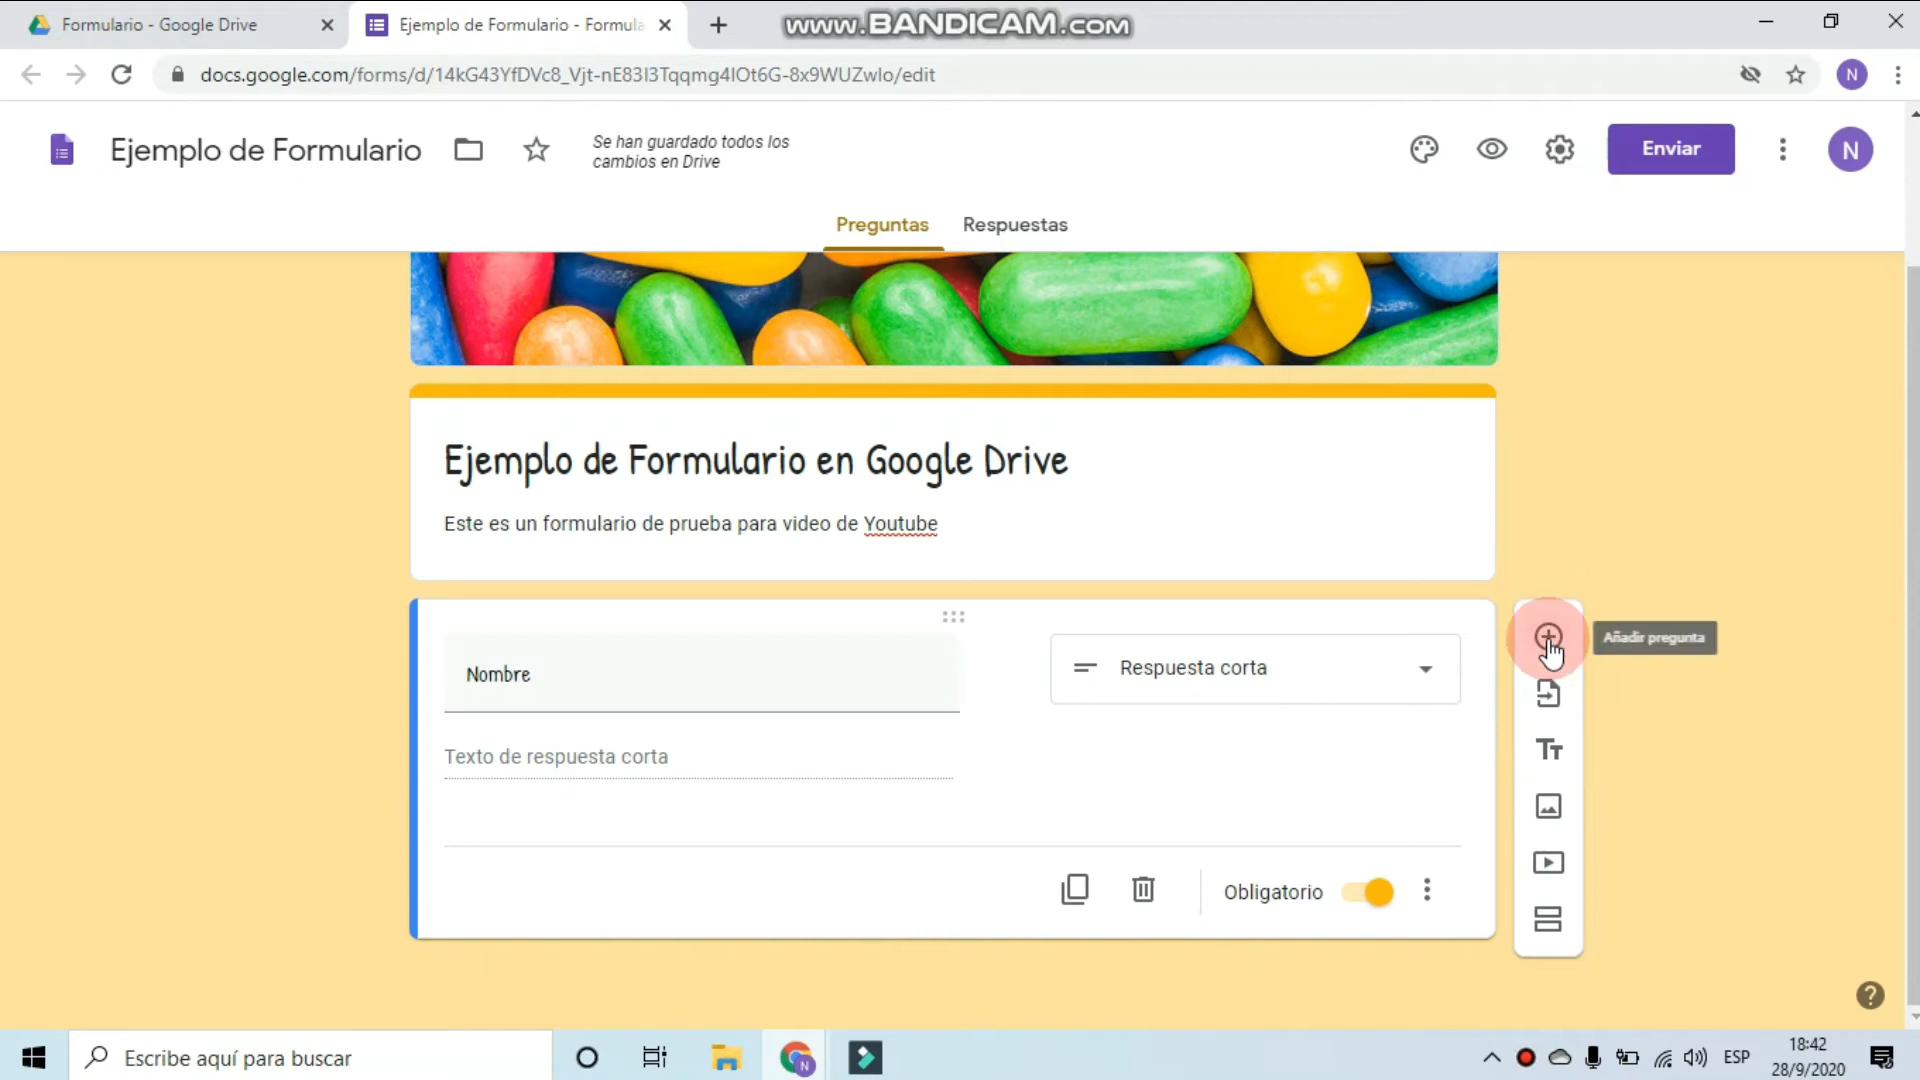 Formulario - Google Drive
Ejemplo de Formulario - Formula
www.BANDICAM.com
docs.google.com/forms/d/14kG43YfDVc8_Vjt-nE83I3Tqqmg4IOt6G-8x9WUZwIo/edit
N
Ejemplo de Formulario
Se han guardado todos los
cambios en Drive
Enviar
N
Preguntas
Respuestas
Ejemplo de Formulario en Google Drive
Este es un formulario de prueba para video de Youtube
Nombre
Respuesta corta
Añadir pregunta
Texto de respuesta corta
Obligatorio
Escribe aquí para buscar
N
ESP
18:42
28/9/2020